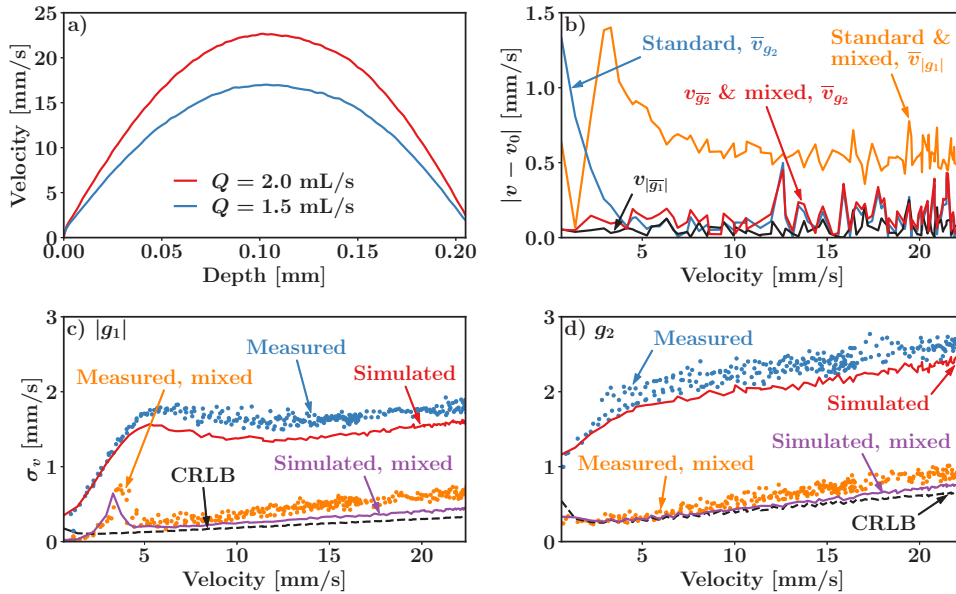 a)
Velocity [mm/s]
25
20
15
10
5
0
Q = 2.0 mL/s
Q = 1.5 mL/s
0.00 0.05 0.10 0.15 0.20
Depth [mm]
b)
|v − v₀| [mm/s]
1.5
1.0
0.5
0.0
Standard, v̅_{g₂}
Standard &
mixed, v̅_{|g₁|}
v_{g̅₂} & mixed, v̅_{g₂}
v_{|g̅₁|}
5 10 15 20
Velocity [mm/s]
c) |g₁|
σᵥ [mm/s]
3
2
1
0
Measured
Measured, mixed
Simulated
CRLB
Simulated, mixed
5 10 15 20
Velocity [mm/s]
d) g₂
3
2
1
0
Measured
Simulated
Simulated, mixed
Measured, mixed
CRLB
5 10 15 20
Velocity [mm/s]